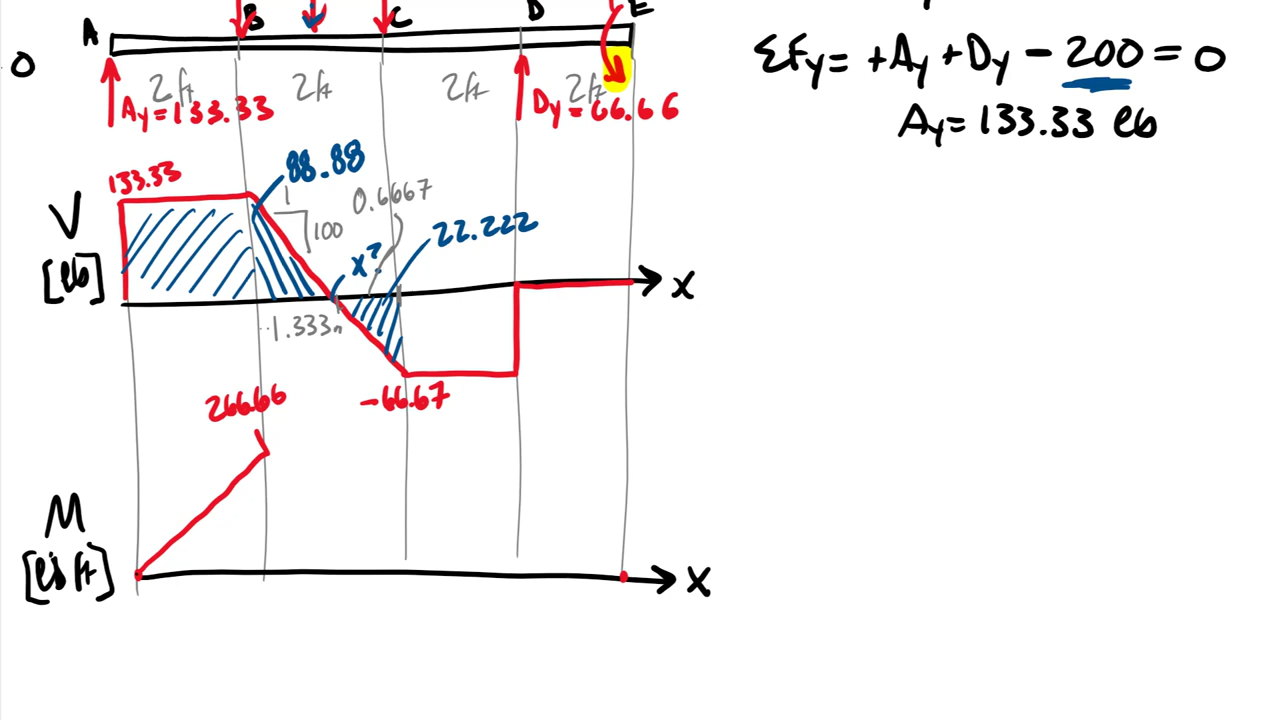 A B C D E
ΣFy= +Ay +Dy - 200 = 0
0
2ft 2ft 2ft 2ft
Ay=133.33 Dy=66.66
Ay= 133.33 lb
133.33
88.88
1
0.6667
100
22.222
V
[lb]
x?
x
1.333
266.66
-66.67
M
[lb ft]
x